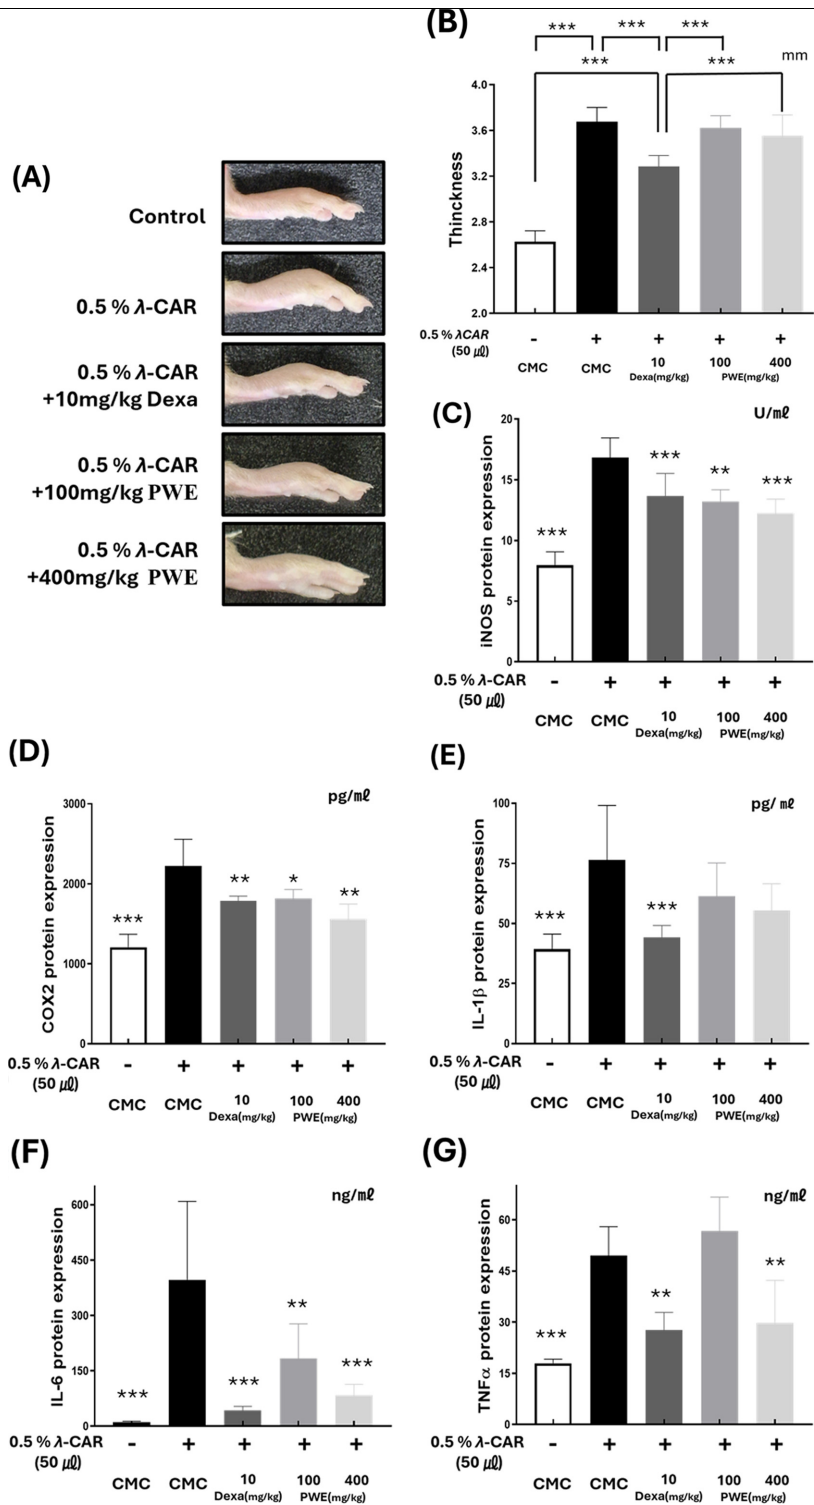 (A)
Control
0.5 % λ-CAR
0.5 % λ-CAR
+10mg/kg Dexa
0.5 % λ-CAR
+100mg/kg PWE
0.5 % λ-CAR
+400mg/kg PWE
(B)
*** *** ***
*** ***
mm
Thinckness
4.0
3.6
3.2
2.8
2.4
2.0
0.5 % λCAR - + + + +
(50 ㎕)
CMC CMC 10 100 400
Dexa(mg/kg) PWE(mg/kg)
(C)
U/㎖
iNOS protein expression
20
15
10
5
0
*** *** ** ***
0.5 % λ-CAR - + + + +
(50 ㎕)
CMC CMC 10 100 400
Dexa(mg/kg) PWE(mg/kg)
(D)
pg/㎖
COX2 protein expression
3000
2000
1000
0
*** ** * **
0.5 % λ-CAR - + + + +
(50 ㎕)
CMC CMC 10 100 400
Dexa(mg/kg) PWE(mg/kg)
(E)
pg/ ㎖
IL-1β protein expression
100
75
50
25
0
*** ***
0.5 % λ-CAR - + + + +
(50 ㎕)
CMC CMC 10 100 400
Dexa(mg/kg) PWE(mg/kg)
(F)
ng/㎖
IL-6 protein expression
600
450
300
150
0
*** *** ** ***
0.5 % λ-CAR - + + + +
(50 ㎕)
CMC CMC 10 100 400
Dexa(mg/kg) PWE(mg/kg)
(G)
ng/㎖
TNFα protein expression
60
45
30
15
0
*** ** **
0.5 % λ-CAR - + + + +
(50 ㎕)
CMC CMC 10 100 400
Dexa(mg/kg) PWE(mg/kg)